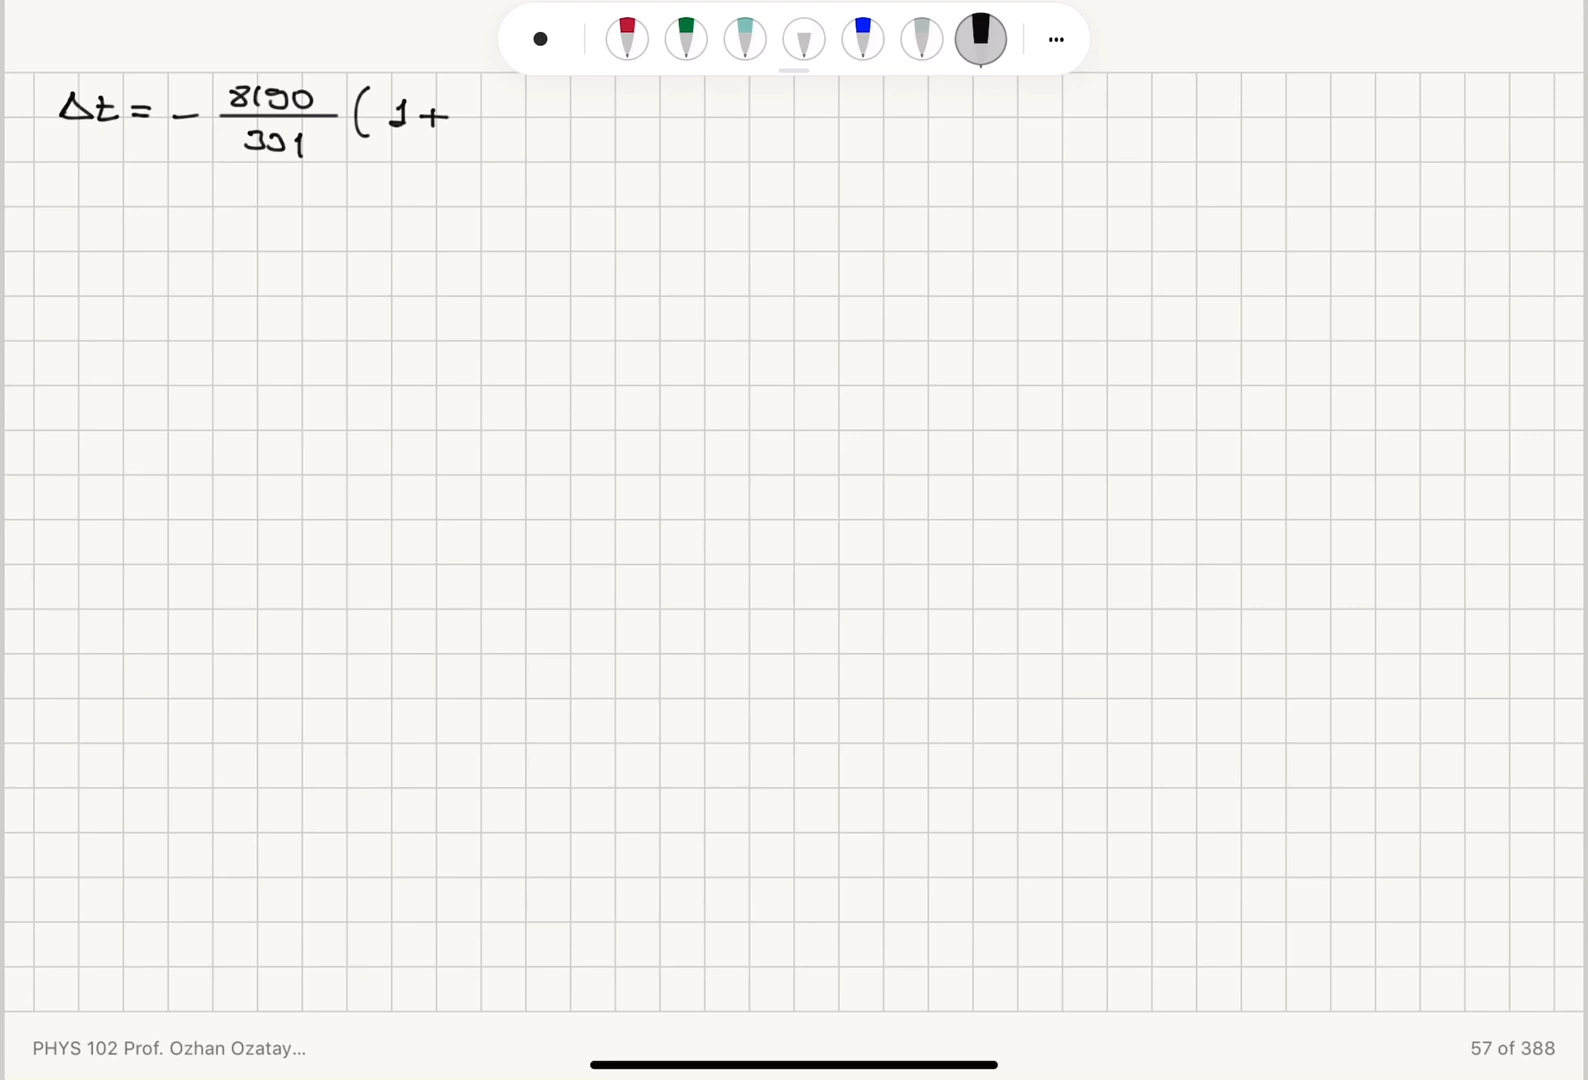 Δt = - 8190/331 ( 1 +
PHYS 102 Prof. Ozhan Ozatay...
57 of 388